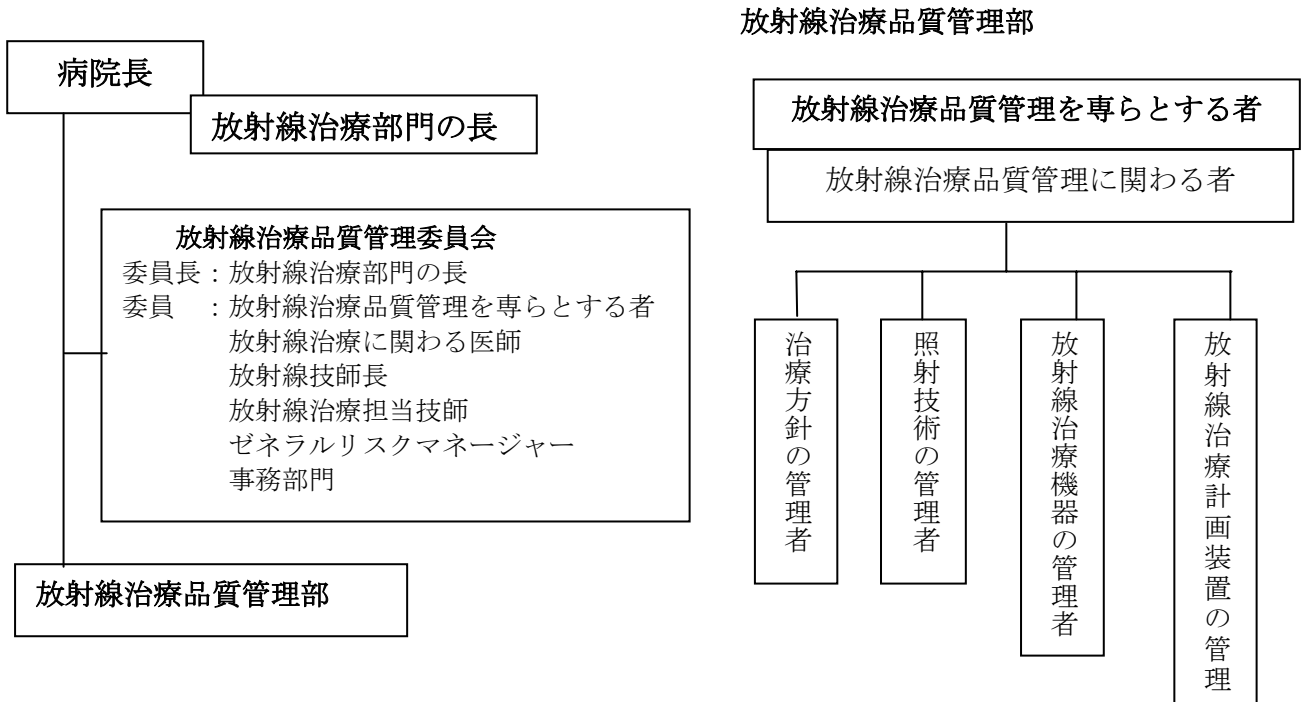 病院長
放射線治療部門の長
放射線治療品質管理委員会
委員長：放射線治療部門の長
委員　：放射線治療品質管理を専らとする者
放射線治療に関わる医師
放射線技師長
放射線治療担当技師
ゼネラルリスクマネージャー
事務部門
放射線治療品質管理部
放射線治療品質管理部
放射線治療品質管理を専らとする者
放射線治療品質管理に関わる者
治療方針の管理者
照射技術の管理者
放射線治療機器の管理者
放射線治療計画装置の管理